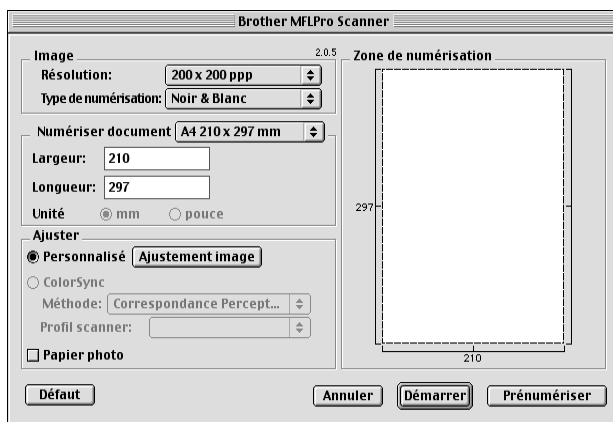 Brother MFLPro Scanner
Image
2.0.5
Résolution: 200 x 200 ppp
Type de numérisation: Noir & Blanc
Numériser document A4 210 x 297 mm
Largeur: 210
Longueur: 297
Unité mm pouce
Ajuster
Personnalisé Ajustement image
ColorSync
Méthode: Correspondance Percept...
Profil scanner:
Papier photo
Zone de numérisation
297
210
Défaut
Annuler
Démarrer
Prénumériser